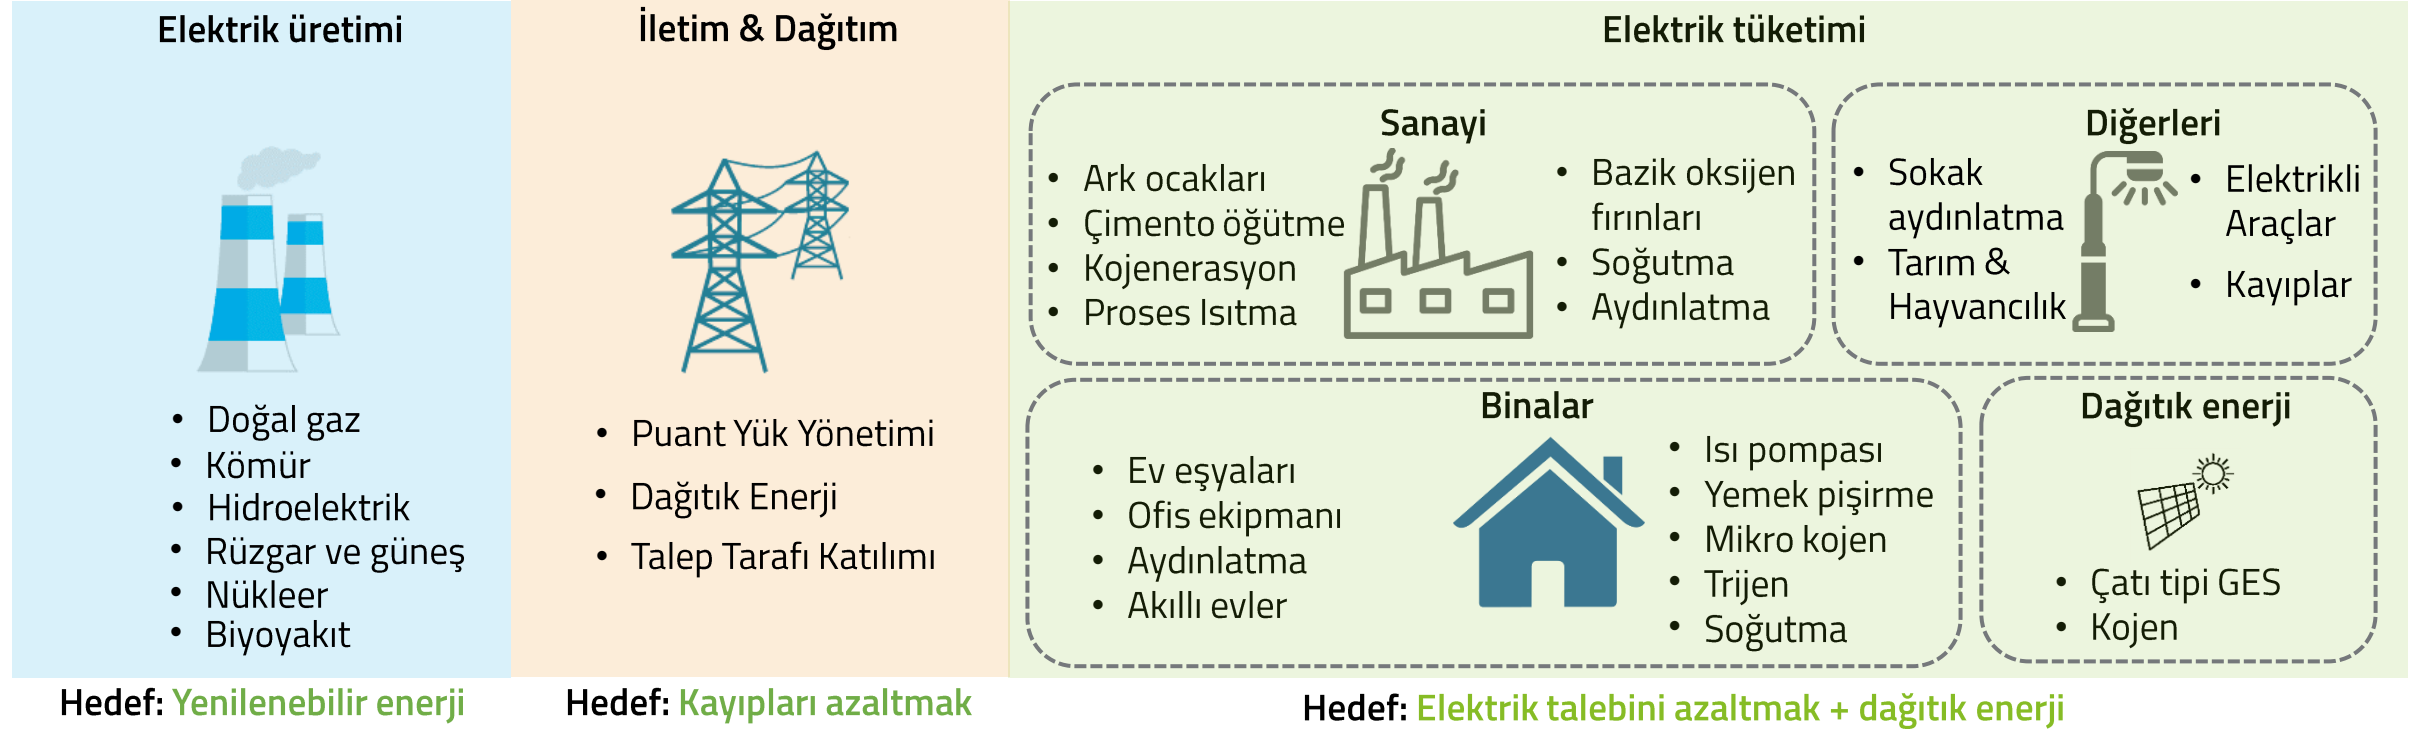 Elektrik üretimi
• Doğal gaz
• Kömür
• Hidroelektrik
• Rüzgar ve güneş
• Nükleer
• Biyoyakıt
Hedef: Yenilenebilir enerji
İletim & Dağıtım
• Puant Yük Yönetimi
• Dağıtık Enerji
• Talep Tarafı Katılımı
Hedef: Kayıpları azaltmak
Elektrik tüketimi
Sanayi
• Ark ocakları
• Çimento öğütme
• Kojenerasyon
• Proses Isıtma
• Bazik oksijen
fırınları
• Soğutma
• Aydınlatma
Diğerleri
• Sokak
aydınlatma
• Tarım &
Hayvancılık
• Elektrikli
Araçlar
• Kayıplar
Binalar
• Ev eşyaları
• Ofis ekipmanı
• Aydınlatma
• Akıllı evler
• Isı pompası
• Yemek pişirme
• Mikro kojen
• Trijen
• Soğutma
Dağıtık enerji
• Çatı tipi GES
• Kojen
Hedef: Elektrik talebini azaltmak + dağıtık enerji